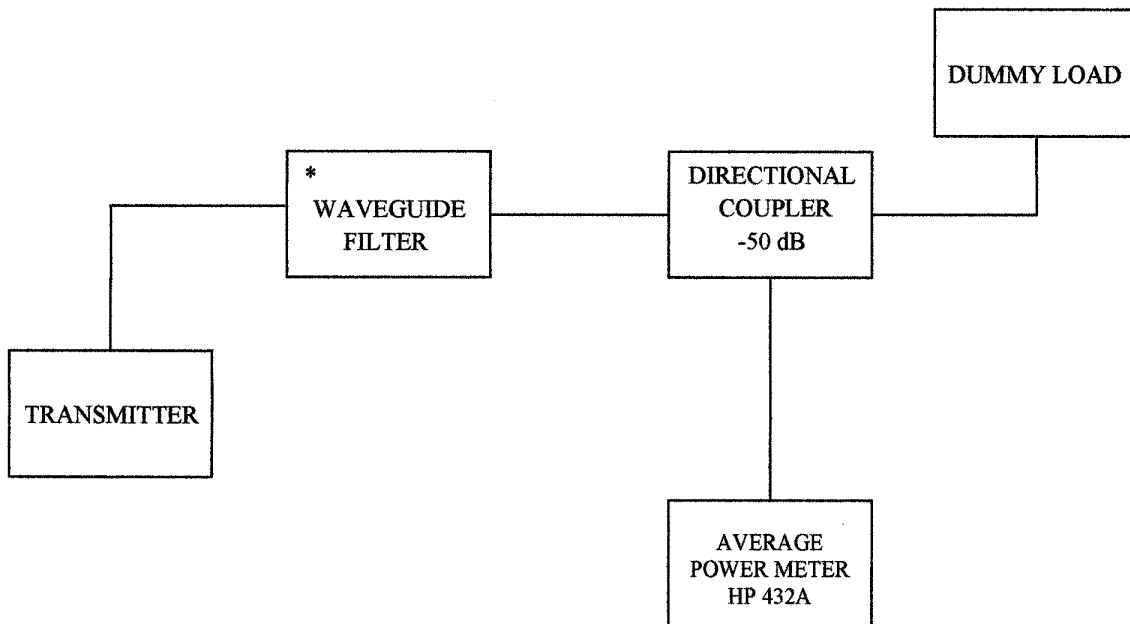 DUMMY LOAD
*
WAVEGUIDE
FILTER
DIRECTIONAL
COUPLER
-50 dB
TRANSMITTER
AVERAGE
POWER METER
HP 432A